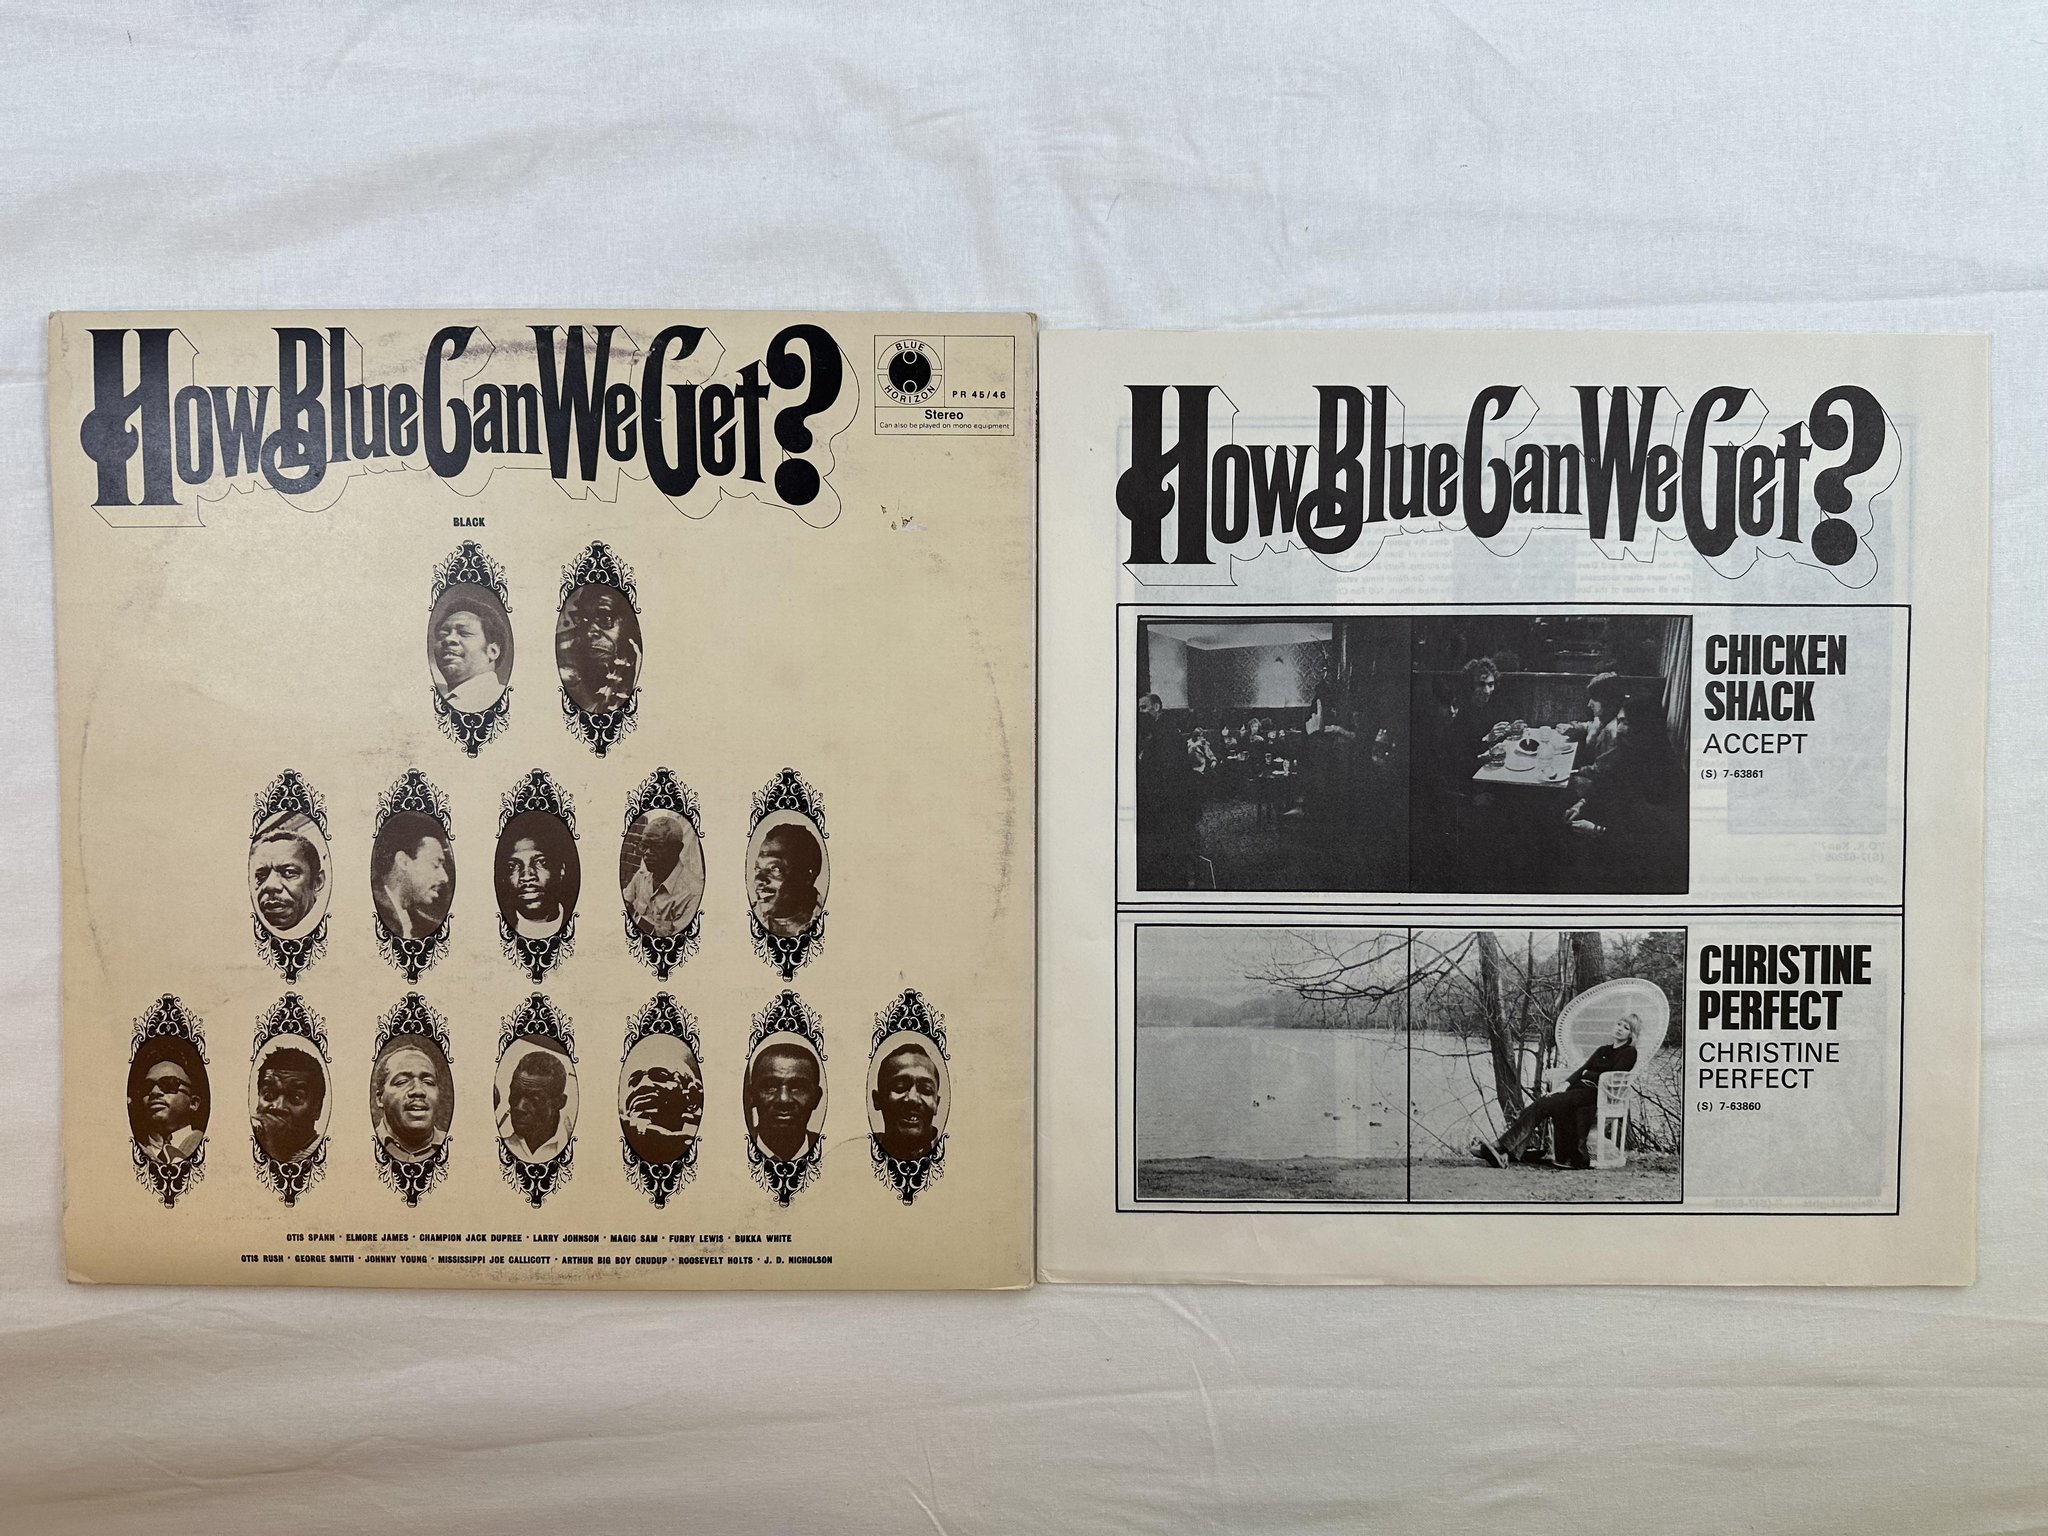 How Blue Can We Get?
BLUE HORIZON
PR 45/46
Stereo
Can also be played on mono equipment
BLACK
OTIS SPANN · ELMORE JAMES · CHAMPION JACK DUPREE · LARRY JOHNSON · MAGIC SAM · FURRY LEWIS · BUKKA WHITE
OTIS RUSH · GEORGE SMITH · JOHNNY YOUNG · MISSISSIPPI JOE CALLICOTT · ARTHUR BIG BOY CRUDUP · ROOSEVELT HOLTS · J. D. NICHOLSON
How Blue Can We Get?
CHICKEN
SHACK
ACCEPT
(S) 7-63861
CHRISTINE
PERFECT
CHRISTINE
PERFECT
(S) 7-63860